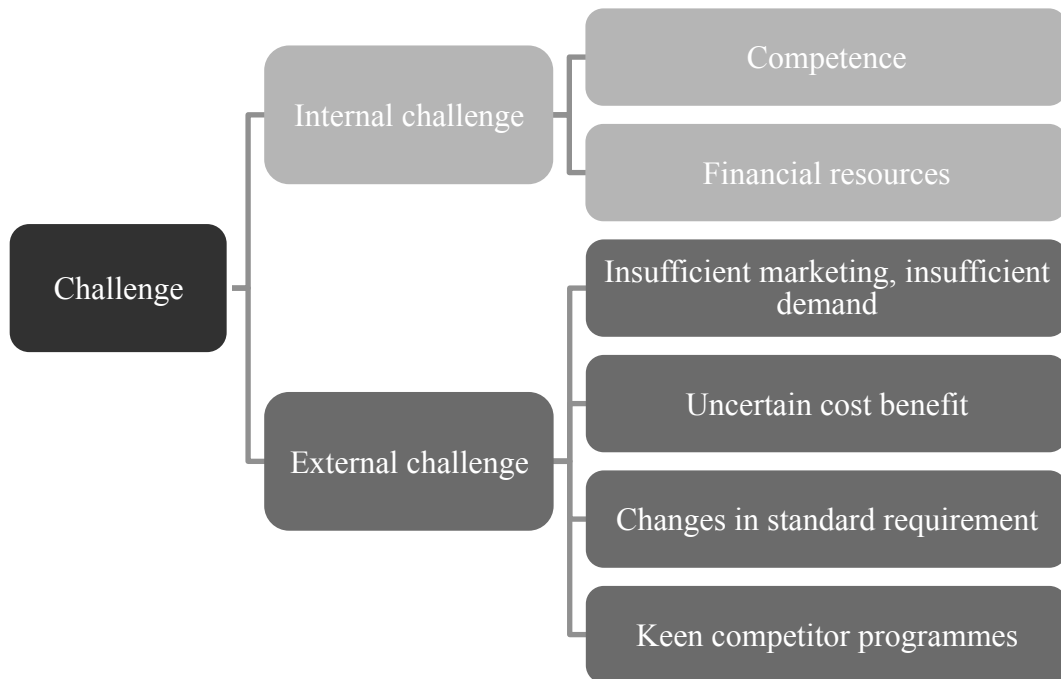 Challenge
Internal challenge
Competence
Financial resources
External challenge
Insufficient marketing, insufficient
demand
Uncertain cost benefit
Changes in standard requirement
Keen competitor programmes